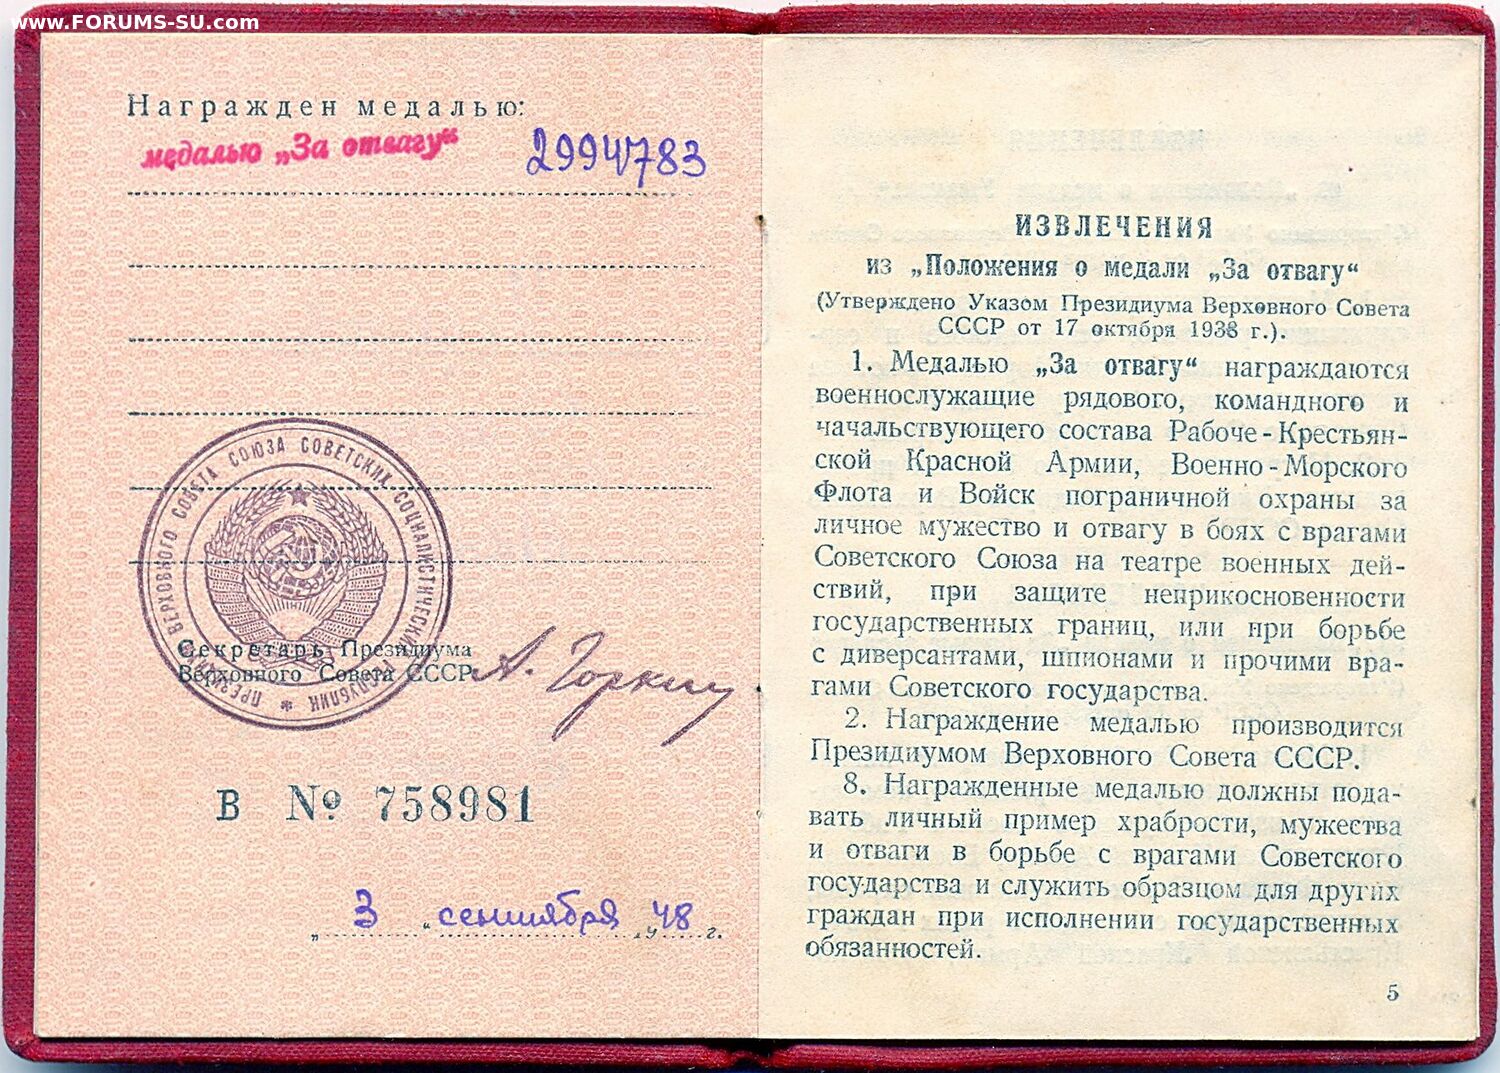 www.FORUMS-SU.com
Награжден медалью:
медалью „За отвагу“ 2994783
ПРЕЗИДИУМ ВЕРХОВНОГО СОВЕТА СОЮЗА СОВЕТСКИХ СОЦИАЛИСТИЧЕСКИХ РЕСПУБЛИК *
Секретарь Президиума
Верховного Совета СССР А. Горкин
В № 758981
„ 3 “ сентября 1948 г.
ИЗВЛЕЧЕНИЯ
из „Положения о медали „За отвагу“
(Утверждено Указом Президиума Верховного Совета
СССР от 17 октября 1938 г.).
1. Медалью „За отвагу“ награждаются
военнослужащие рядового, командного и
начальствующего состава Рабоче-Крестьян-
ской Красной Армии, Военно-Морского
Флота и Войск пограничной охраны за
личное мужество и отвагу в боях с врагами
Советского Союза на театре военных дей-
ствий, при защите неприкосновенности
государственных границ, или при борьбе
с диверсантами, шпионами и прочими вра-
гами Советского государства.
2. Награждение медалью производится
Президиумом Верховного Совета СССР.
8. Награжденные медалью должны пода-
вать личный пример храбрости, мужества
и отваги в борьбе с врагами Советского
государства и служить образцом для других
граждан при исполнении государственных
обязанностей.
5